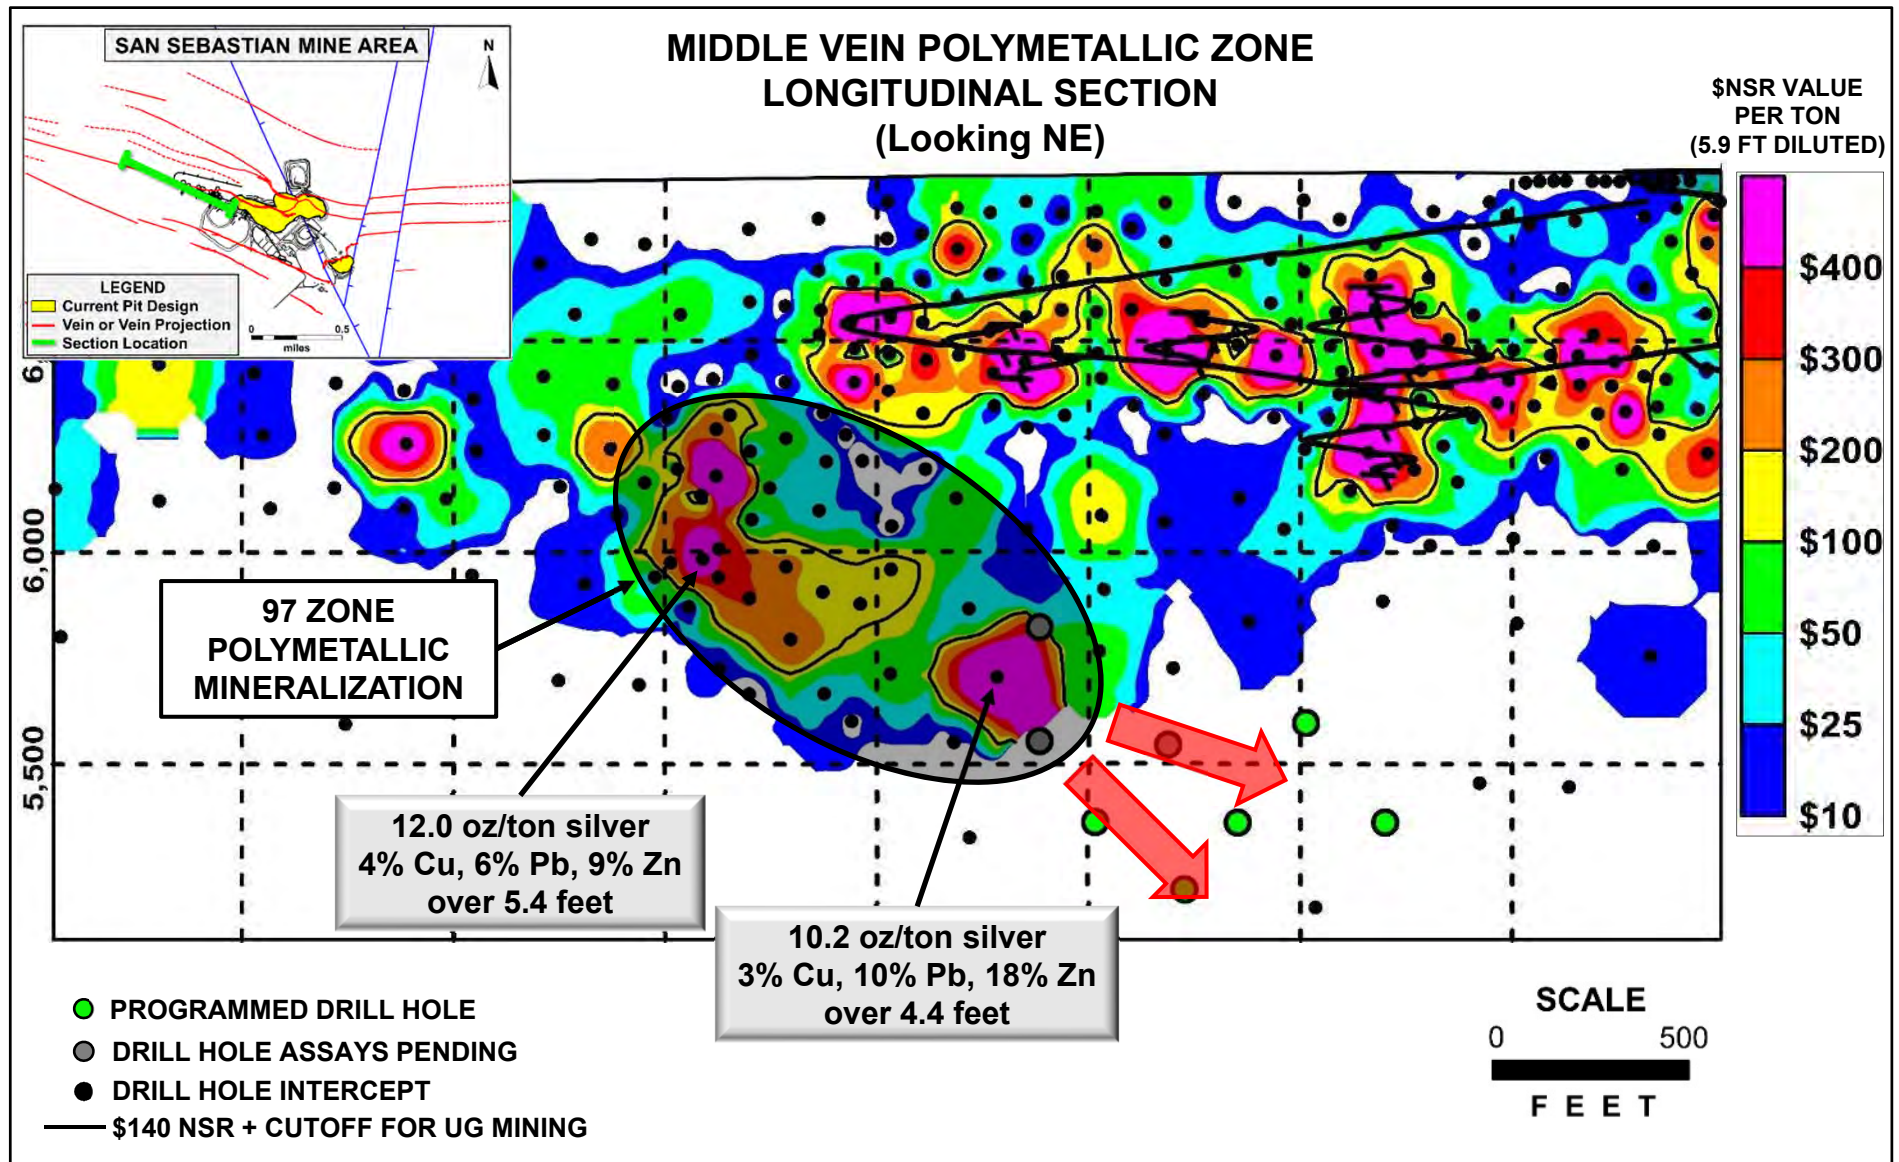 SAN SEBASTIAN MINE AREA
N
LEGEND
Current Pit Design
Vein or Vein Projection
Section Location
0 0.5
miles
MIDDLE VEIN POLYMETALLIC ZONE
LONGITUDINAL SECTION
(Looking NE)
$NSR VALUE
PER TON
(5.9 FT DILUTED)
$400
$300
$200
$100
$50
$25
$10
6,000
5,500
97 ZONE
POLYMETALLIC
MINERALIZATION
12.0 oz/ton silver
4% Cu, 6% Pb, 9% Zn
over 5.4 feet
10.2 oz/ton silver
3% Cu, 10% Pb, 18% Zn
over 4.4 feet
PROGRAMMED DRILL HOLE
DRILL HOLE ASSAYS PENDING
DRILL HOLE INTERCEPT
$140 NSR + CUTOFF FOR UG MINING
SCALE
0 500
FEET